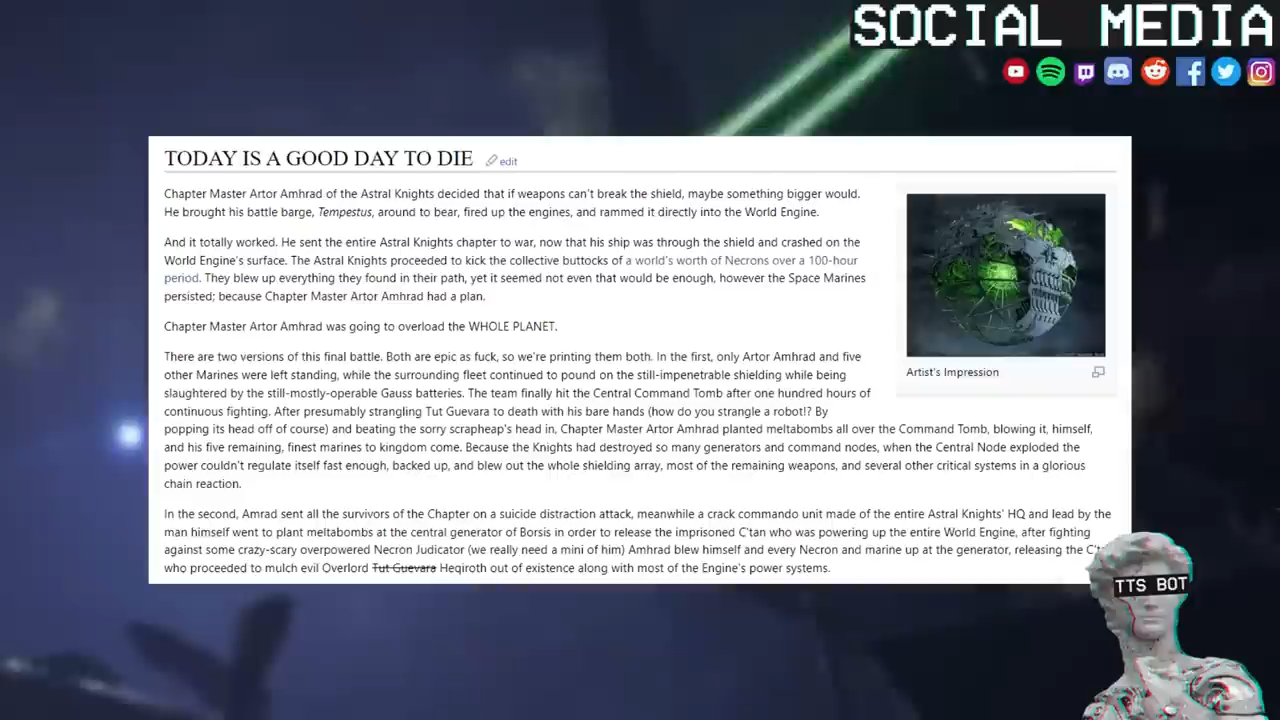 SOCIAL MEDIA
TODAY IS A GOOD DAY TO DIE edit
Chapter Master Artor Amhrad of the Astral Knights decided that if weapons can't break the shield, maybe something bigger would.
He brought his battle barge, Tempestus, around to bear, fired up the engines, and rammed it directly into the World Engine.
And it totally worked. He sent the entire Astral Knights chapter to war, now that his ship was through the shield and crashed on the
World Engine's surface. The Astral Knights proceeded to kick the collective buttocks of a world's worth of Necrons over a 100-hour
period. They blew up everything they found in their path, yet it seemed not even that would be enough, however the Space Marines
persisted; because Chapter Master Artor Amhrad had a plan.
Chapter Master Artor Amhrad was going to overload the WHOLE PLANET.
There are two versions of this final battle. Both are epic as fuck, so we're printing them both. In the first, only Artor Amhrad and five
other Marines were left standing, while the surrounding fleet continued to pound on the still-impenetrable shielding while being
slaughtered by the still-mostly-operable Gauss batteries. The team finally hit the Central Command Tomb after one hundred hours of
continuous fighting. After presumably strangling Tut Guevara to death with his bare hands (how do you strangle a robot!? By
popping its head off of course) and beating the sorry scrapheap's head in, Chapter Master Artor Amhrad planted meltabombs all over the Command Tomb, blowing it, himself,
and his five remaining, finest marines to kingdom come. Because the Knights had destroyed so many generators and command nodes, when the Central Node exploded the
power couldn't regulate itself fast enough, backed up, and blew out the whole shielding array, most of the remaining weapons, and several other critical systems in a glorious
chain reaction.
In the second, Amrad sent all the survivors of the Chapter on a suicide distraction attack, meanwhile a crack commando unit made of the entire Astral Knights' HQ and lead by the
man himself went to plant meltabombs at the central generator of Borsis in order to release the imprisoned C'tan who was powering up the entire World Engine, after fighting
against some crazy-scary overpowered Necron Judicator (we really need a mini of him) Amhrad blew himself and every Necron and marine up at the generator, releasing the
who proceeded to mulch evil Overlord Tut Guevara Heqiroth out of existence along with most of the Engine's power systems.
Artist's Impression
TTS BOT